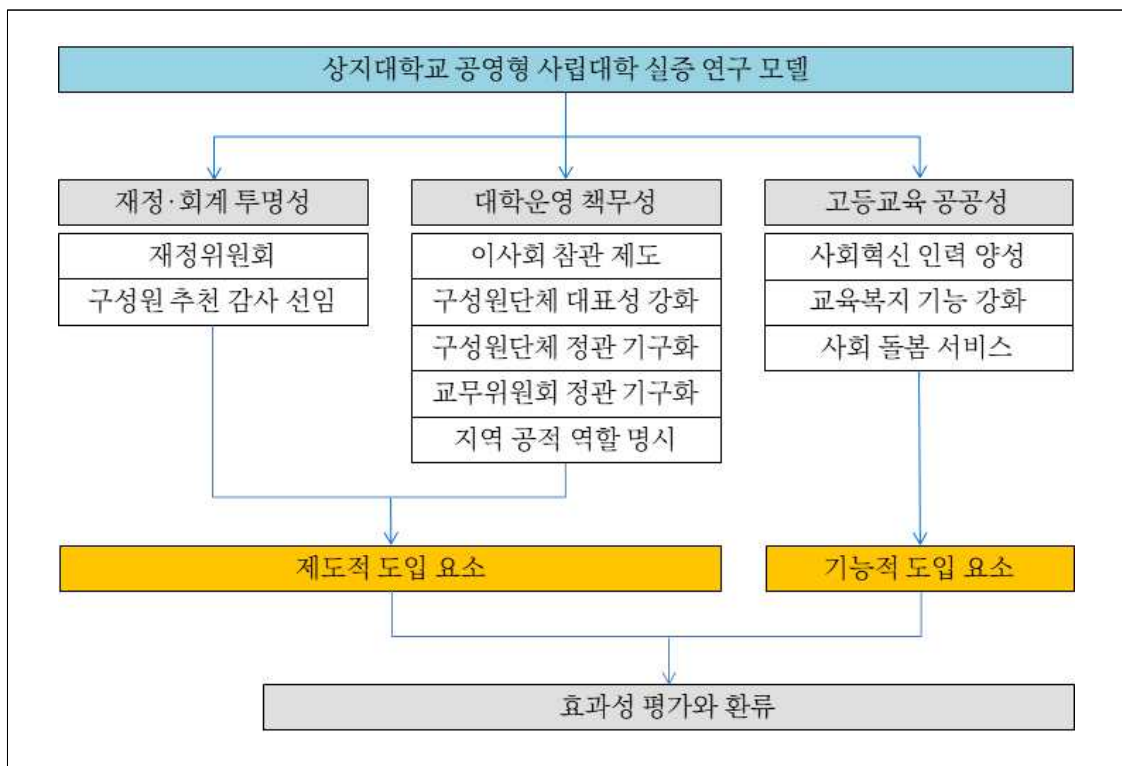 상지대학교 공영형 사립대학 실증 연구 모델
재정·회계 투명성
재정위원회
구성원 추천 감사 선임
대학운영 책무성
이사회 참관 제도
구성원단체 대표성 강화
구성원단체 정관 기구화
교무위원회 정관 기구화
지역 공적 역할 명시
고등교육 공공성
사회혁신 인력 양성
교육복지 기능 강화
사회 돌봄 서비스
제도적 도입 요소
기능적 도입 요소
효과성 평가와 환류